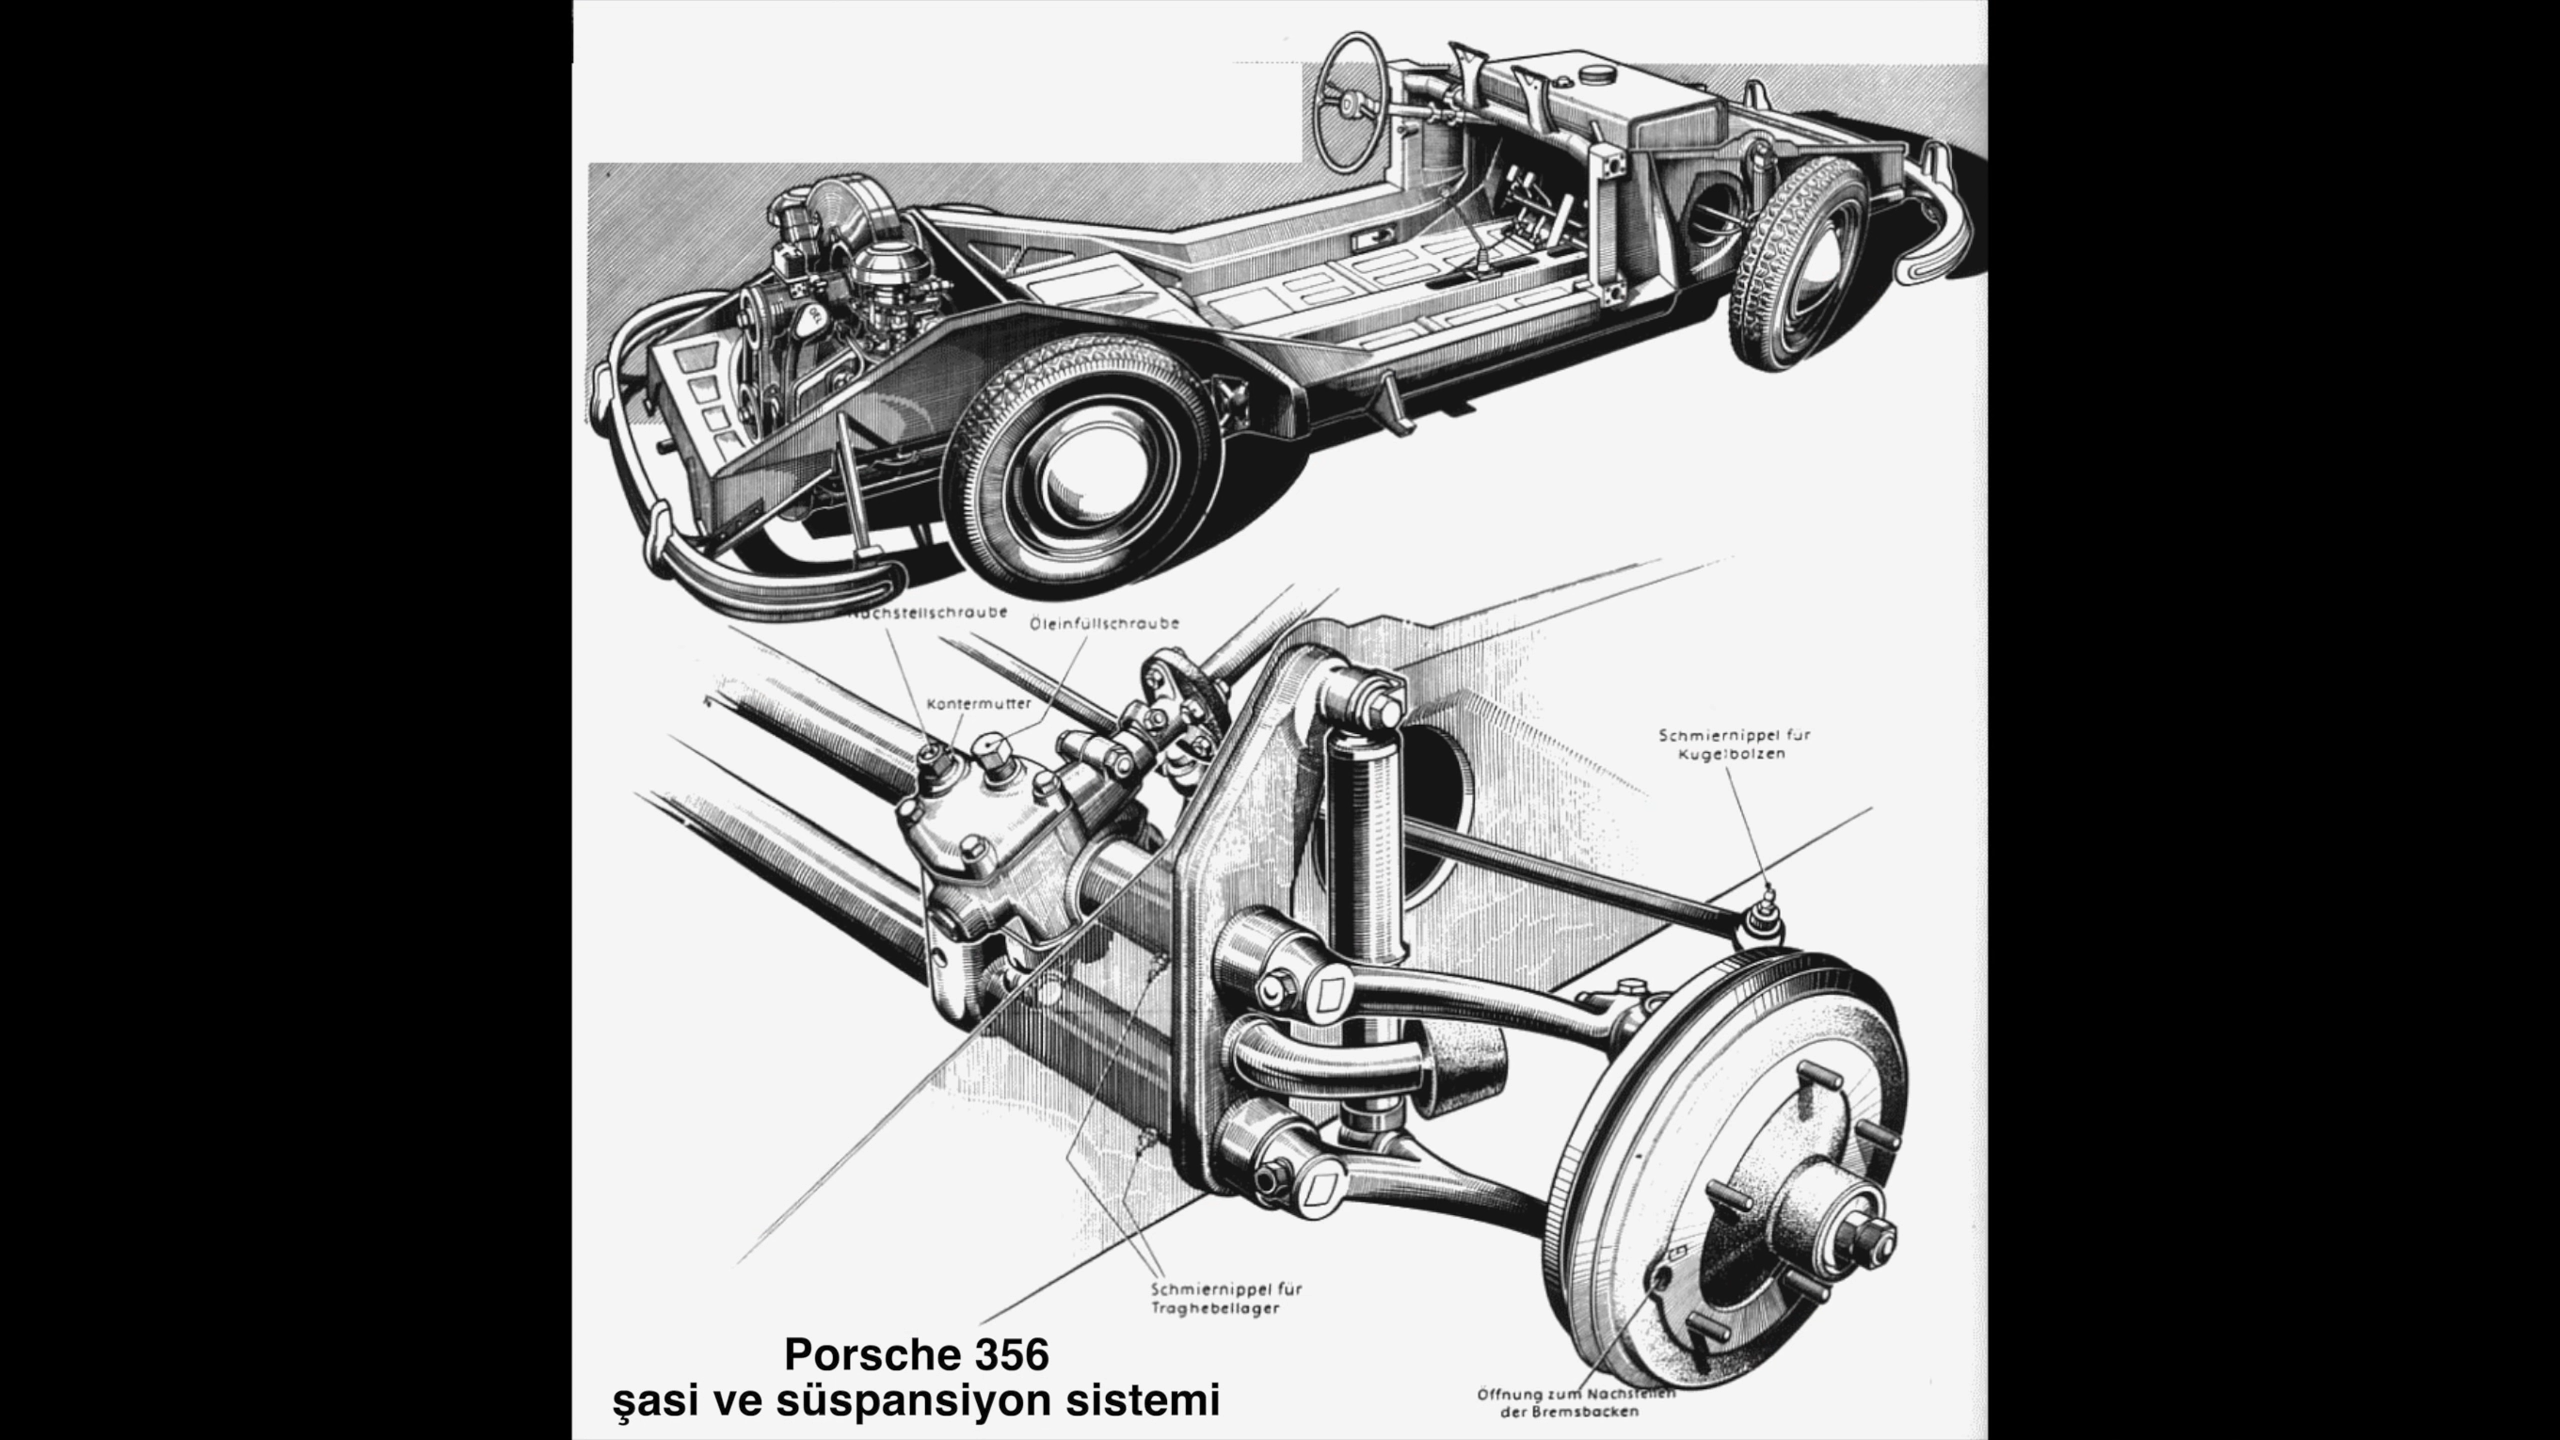 Nachstellschraube
Öleinfüllschraube
Kontermutter
Schmiernippel für
Kugelbolzen
Schmiernippel für
Traghebellager
Porsche 356
şasi ve süspansiyon sistemi
Öffnung zum Nachstellen
der Bremsbacken
OEL